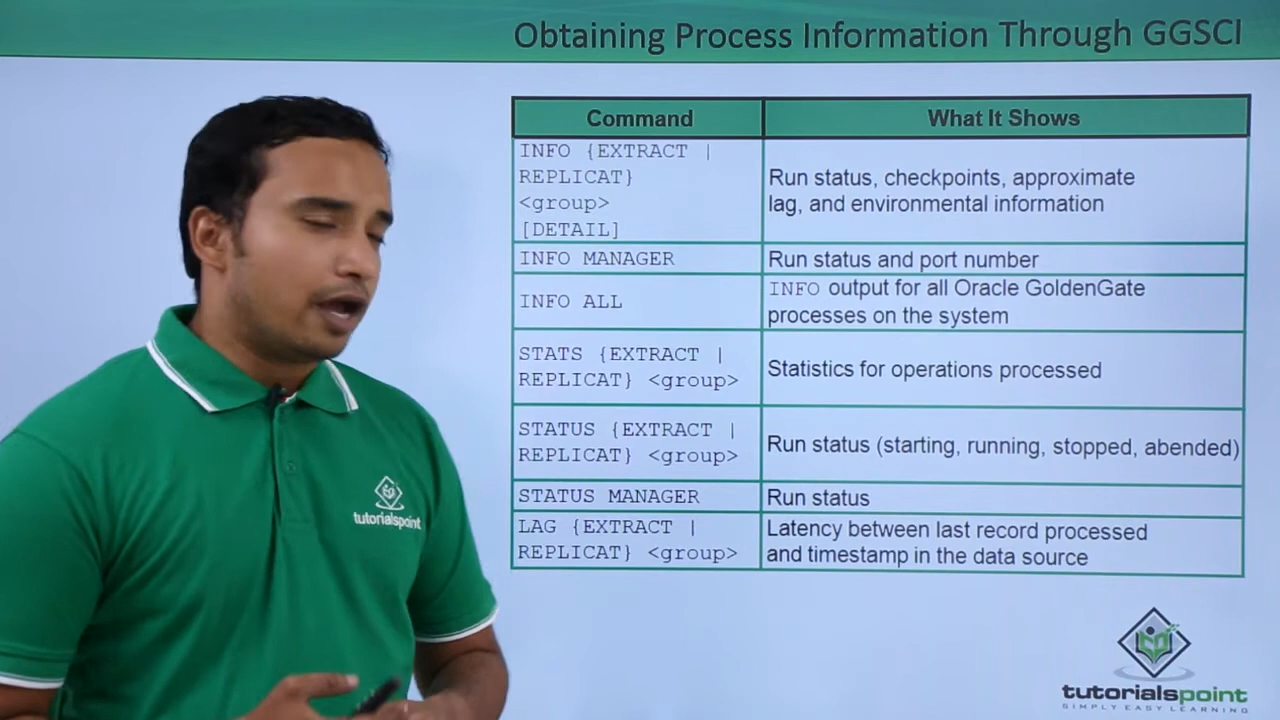 Obtaining Process Information Through GGSCI
Command
What It Shows
INFO {EXTRACT |
REPLICAT}
<group>
[DETAIL]
Run status, checkpoints, approximate
lag, and environmental information
INFO MANAGER
Run status and port number
INFO ALL
INFO output for all Oracle GoldenGate
processes on the system
STATS {EXTRACT |
REPLICAT} <group>
Statistics for operations processed
STATUS {EXTRACT |
REPLICAT} <group>
Run status (starting, running, stopped, abended)
STATUS MANAGER
Run status
LAG {EXTRACT |
REPLICAT} <group>
Latency between last record processed
and timestamp in the data source
tutorialspoint
tutorialspoint
SIMPLY EASY LEARNING